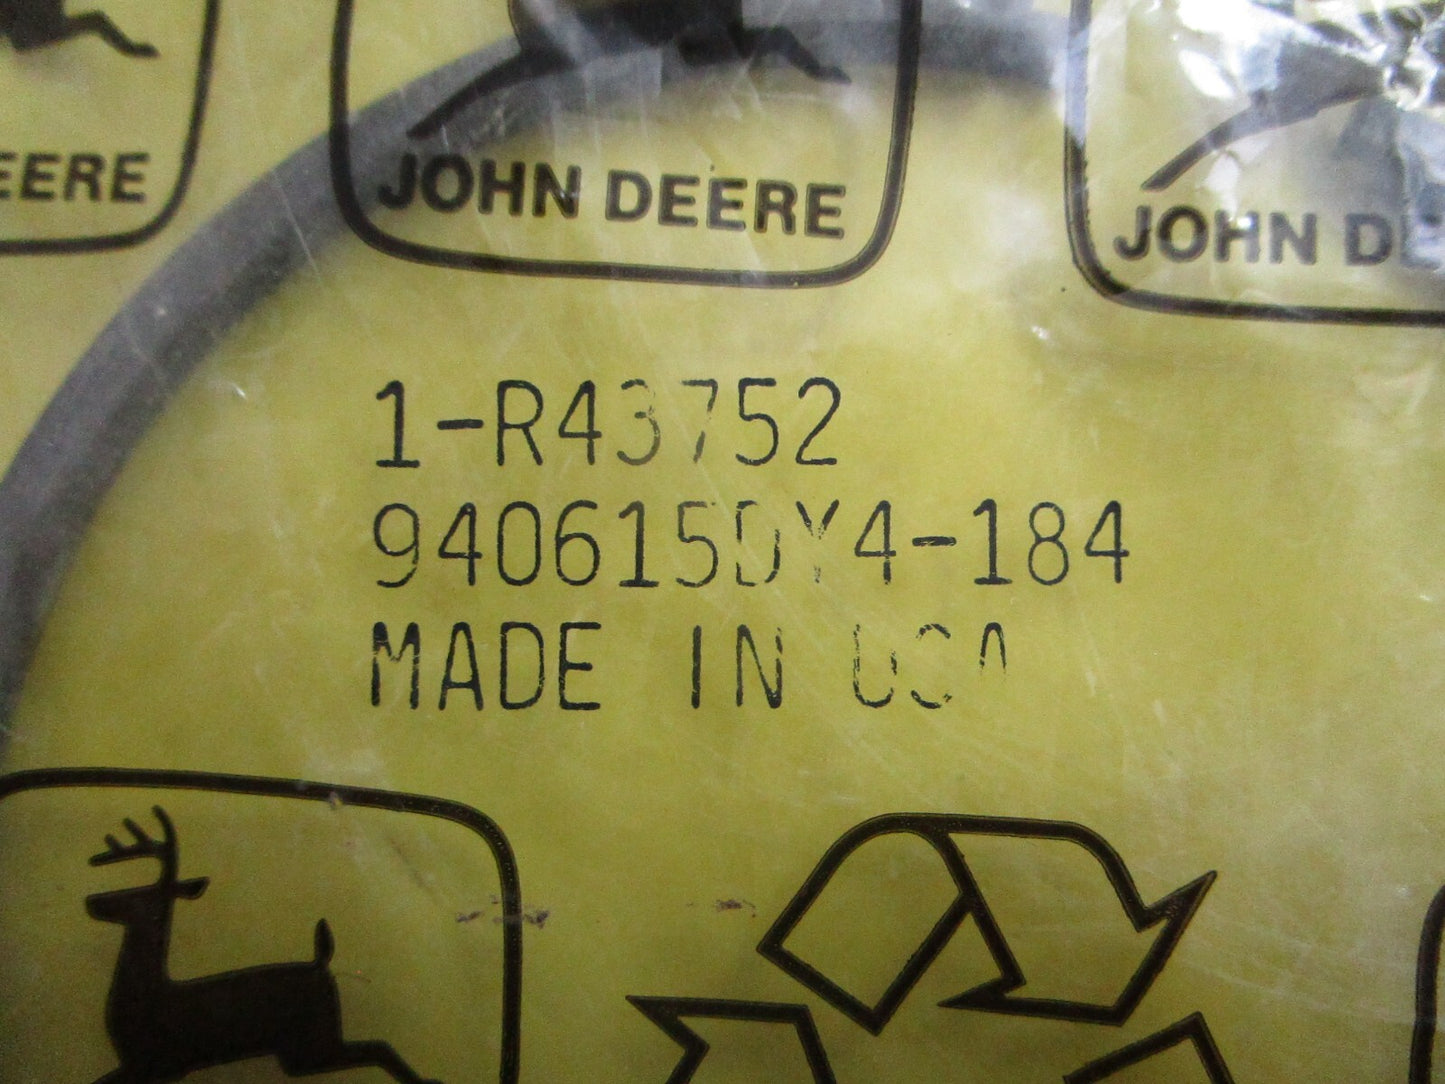 EERE
JOHN DEERE
JOHN DE
1-R43752
940615DY4-184
MADE IN USA